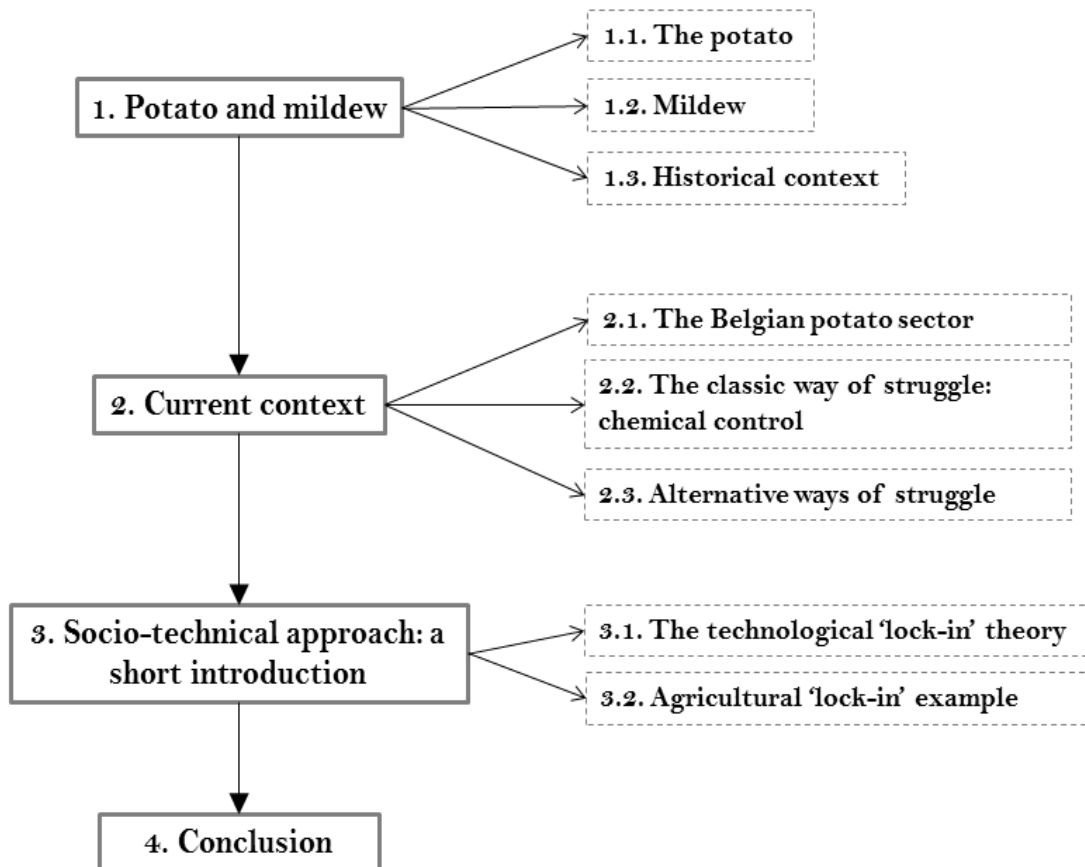 1. Potato and mildew
1.1. The potato
1.2. Mildew
1.3. Historical context
2. Current context
2.1. The Belgian potato sector
2.2. The classic way of struggle:
chemical control
2.3. Alternative ways of struggle
3. Socio-technical approach: a
short introduction
3.1. The technological ‘lock-in’ theory
3.2. Agricultural ‘lock-in’ example
4. Conclusion